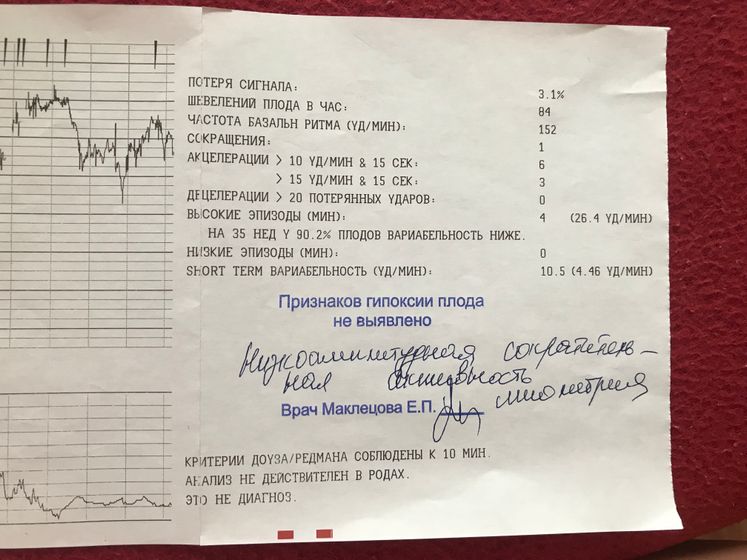 ПОТЕРЯ СИГНАЛА: 3.1%
ШЕВЕЛЕНИЙ ПЛОДА В ЧАС: 84
ЧАСТОТА БАЗАЛЬН РИТМА (УД/МИН): 152
СОКРАЩЕНИЯ: 1
АКЦЕЛЕРАЦИИ > 10 УД/МИН & 15 СЕК: 6
> 15 УД/МИН & 15 СЕК: 3
ДЕЦЕЛЕРАЦИИ > 20 ПОТЕРЯННЫХ УДАРОВ: 0
ВЫСОКИЕ ЭПИЗОДЫ (МИН): 4 (26.4 УД/МИН)
НА 35 НЕД У 90.2% ПЛОДОВ ВАРИАБЕЛЬНОСТЬ НИЖЕ.
НИЗКИЕ ЭПИЗОДЫ (МИН): 0
SHORT TERM ВАРИАБЕЛЬНОСТЬ (УД/МИН): 10.5 (4.46 УД/МИН)
Признаков гипоксии плода
не выявлено
Низкоамплитудная сократитель-
ная активность
миометрия
Врач Маклецова Е.П.
КРИТЕРИИ ДОУЗА/РЕДМАНА СОБЛЮДЕНЫ К 10 МИН.
АНАЛИЗ НЕ ДЕЙСТВИТЕЛЕН В РОДАХ.
ЭТО НЕ ДИАГНОЗ.